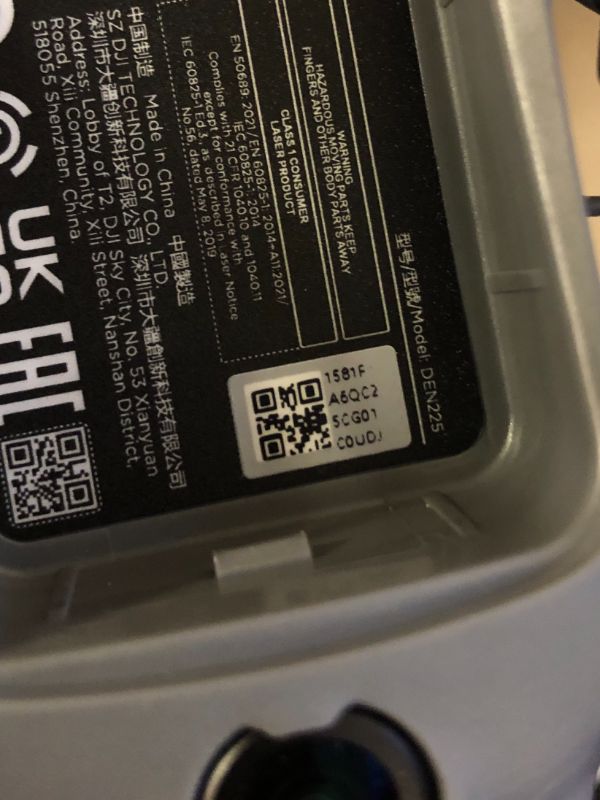 型号/型號/Model: DEN225
WARNING
HAZARDOUS MOVING PARTS KEEP
FINGERS AND OTHER BODY PARTS AWAY
CLASS 1 CONSUMER
LASER PRODUCT
EN 50689: 2021/ EN 60825-1: 2014+A11:2021/
IEC 60825-1: 2014
Complies with 21 CFR 1040.10 and 1040.11
except for conformance with
IEC 60825-1 Ed.3., as described in Laser Notice
No.56, dated May 8, 2019
1581F
A6QC2
5CG01
C0UDJ
中国制造 Made in China 中國製造
SZ DJI TECHNOLOGY CO., LTD.
深圳市大疆创新科技有限公司 深圳市大疆創新科技有限公司
Address: Lobby of T2, DJI Sky City, No. 53 Xianyuan
Road, Xili Community, Xili Street, Nanshan District,
518055 Shenzhen, China.
UK
EAC